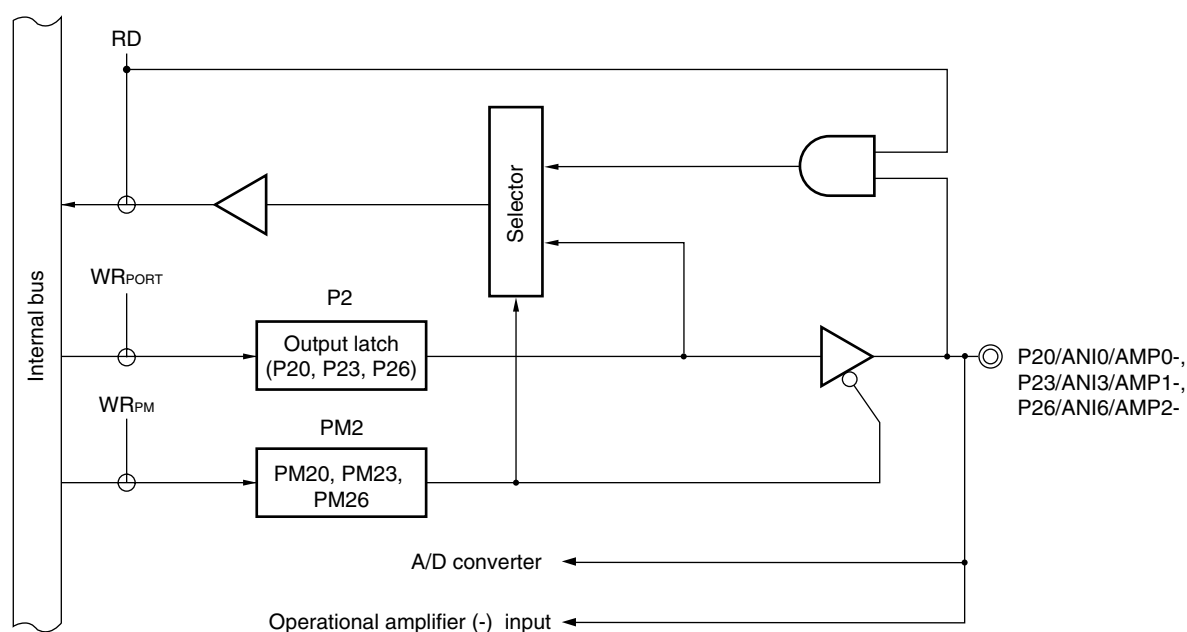 RD
Selector
Internal bus
WRPORT
P2
Output latch
(P20, P23, P26)
P20/ANI0/AMP0-,
P23/ANI3/AMP1-,
P26/ANI6/AMP2-
WRPM
PM2
PM20, PM23,
PM26
A/D converter
Operational amplifier (-) input